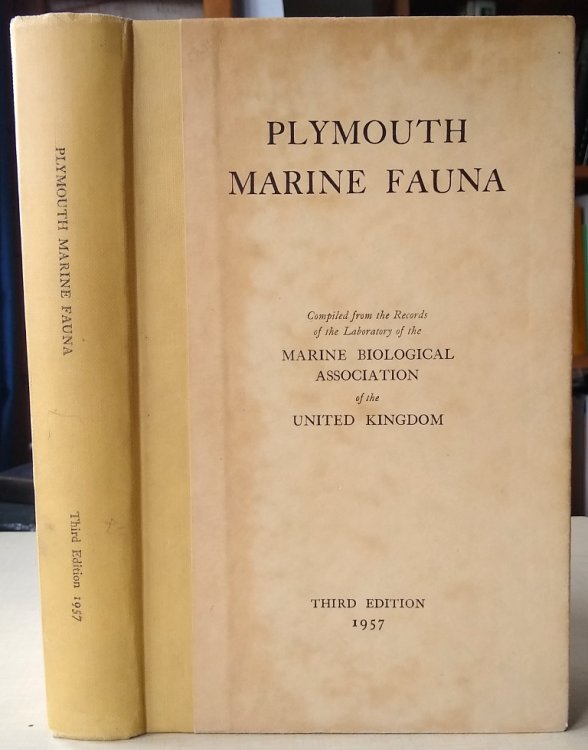 PLYMOUTH MARINE FAUNA
Third Edition 1957
PLYMOUTH
MARINE FAUNA
Compiled from the Records
of the Laboratory of the
MARINE BIOLOGICAL
ASSOCIATION
of the
UNITED KINGDOM
THIRD EDITION
1957